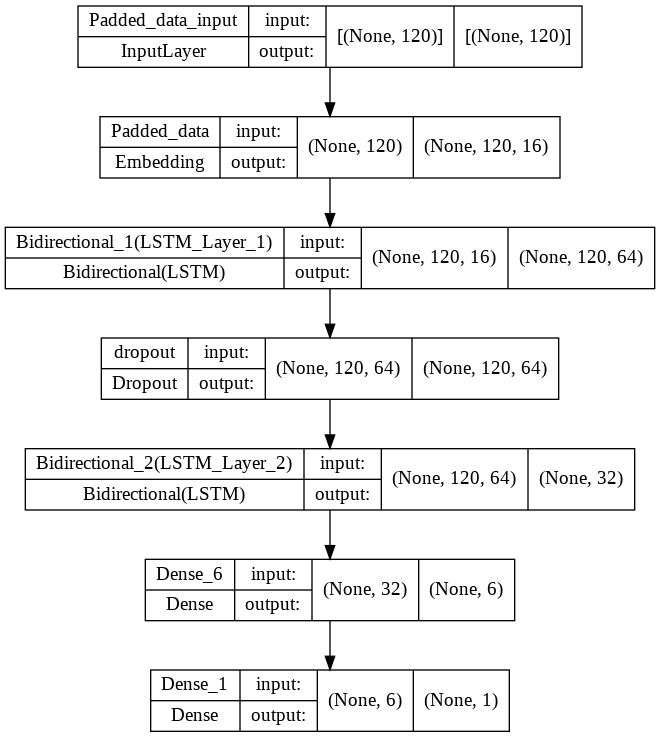 Padded_data_input input: [(None, 120)] [(None, 120)]
InputLayer output:
Padded_data input: (None, 120) (None, 120, 16)
Embedding output:
Bidirectional_1(LSTM_Layer_1) input: (None, 120, 16) (None, 120, 64)
Bidirectional(LSTM) output:
dropout input: (None, 120, 64) (None, 120, 64)
Dropout output:
Bidirectional_2(LSTM_Layer_2) input: (None, 120, 64) (None, 32)
Bidirectional(LSTM) output:
Dense_6 input: (None, 32) (None, 6)
Dense output:
Dense_1 input: (None, 6) (None, 1)
Dense output: